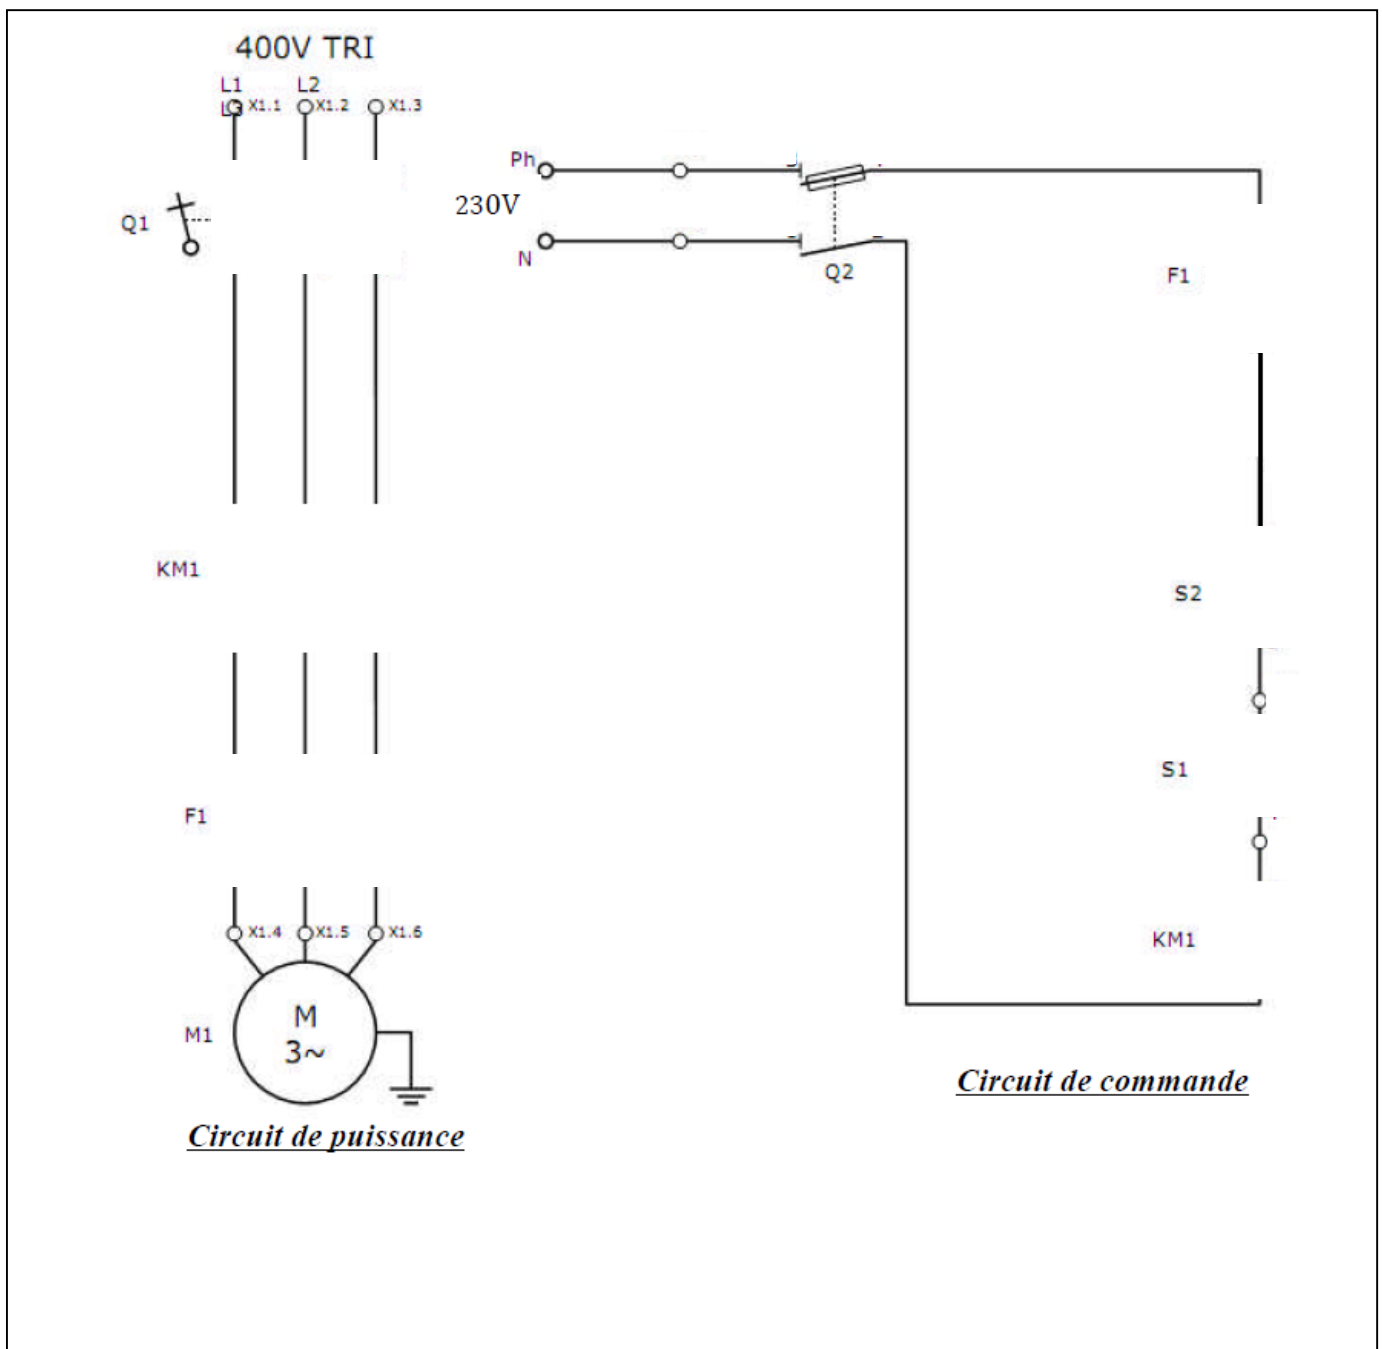 400V TRI
L1 L2
L3 X1.1 X1.2 X1.3
Ph
230V
N
Q1
Q2
F1
KM1
S2
S1
F1
X1.4 X1.5 X1.6
KM1
M1
M
3~
Circuit de commande
Circuit de puissance